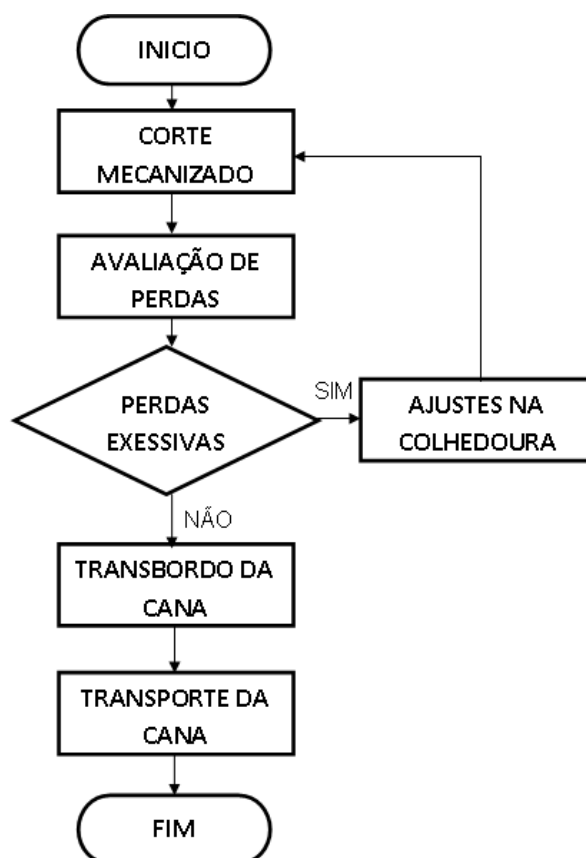 INICIO
CORTE
MECANIZADO
AVALIAÇÃO DE
PERDAS
PERDAS
EXESSIVAS
SIM
AJUSTES NA
COLHEDOURA
NÃO
TRANSBORDO DA
CANA
TRANSPORTE DA
CANA
FIM